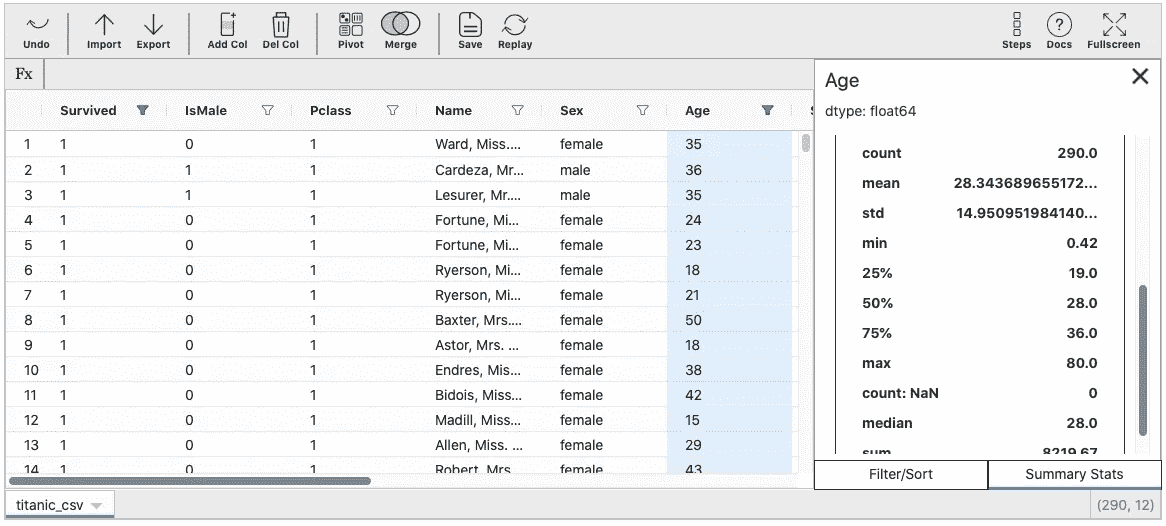 Undo Import Export Add Col Del Col Pivot Merge Save Replay Steps Docs Fullscreen
Fx
Survived IsMale Pclass Name Sex Age
1 1 0 1 Ward, Miss.... female 35
2 1 1 1 Cardeza, Mr... male 36
3 1 1 1 Lesurer, Mr.... male 35
4 1 0 1 Fortune, Mi... female 24
5 1 0 1 Fortune, Mi... female 23
6 1 0 1 Ryerson, Mi... female 18
7 1 0 1 Ryerson, Mi... female 21
8 1 0 1 Baxter, Mrs.... female 50
9 1 0 1 Astor, Mrs. ... female 18
10 1 0 1 Endres, Mis... female 38
11 1 0 1 Bidois, Miss... female 42
12 1 0 1 Madill, Miss... female 15
13 1 0 1 Allen, Miss. ... female 29
14 1 0 1 Robert, Mrs female 43
Age
dtype: float64
count 290.0
mean 28.343689655172...
std 14.950951984140...
min 0.42
25% 19.0
50% 28.0
75% 36.0
max 80.0
count: NaN 0
median 28.0
sum 8219.67
Filter/Sort Summary Stats
titanic_csv (290, 12)